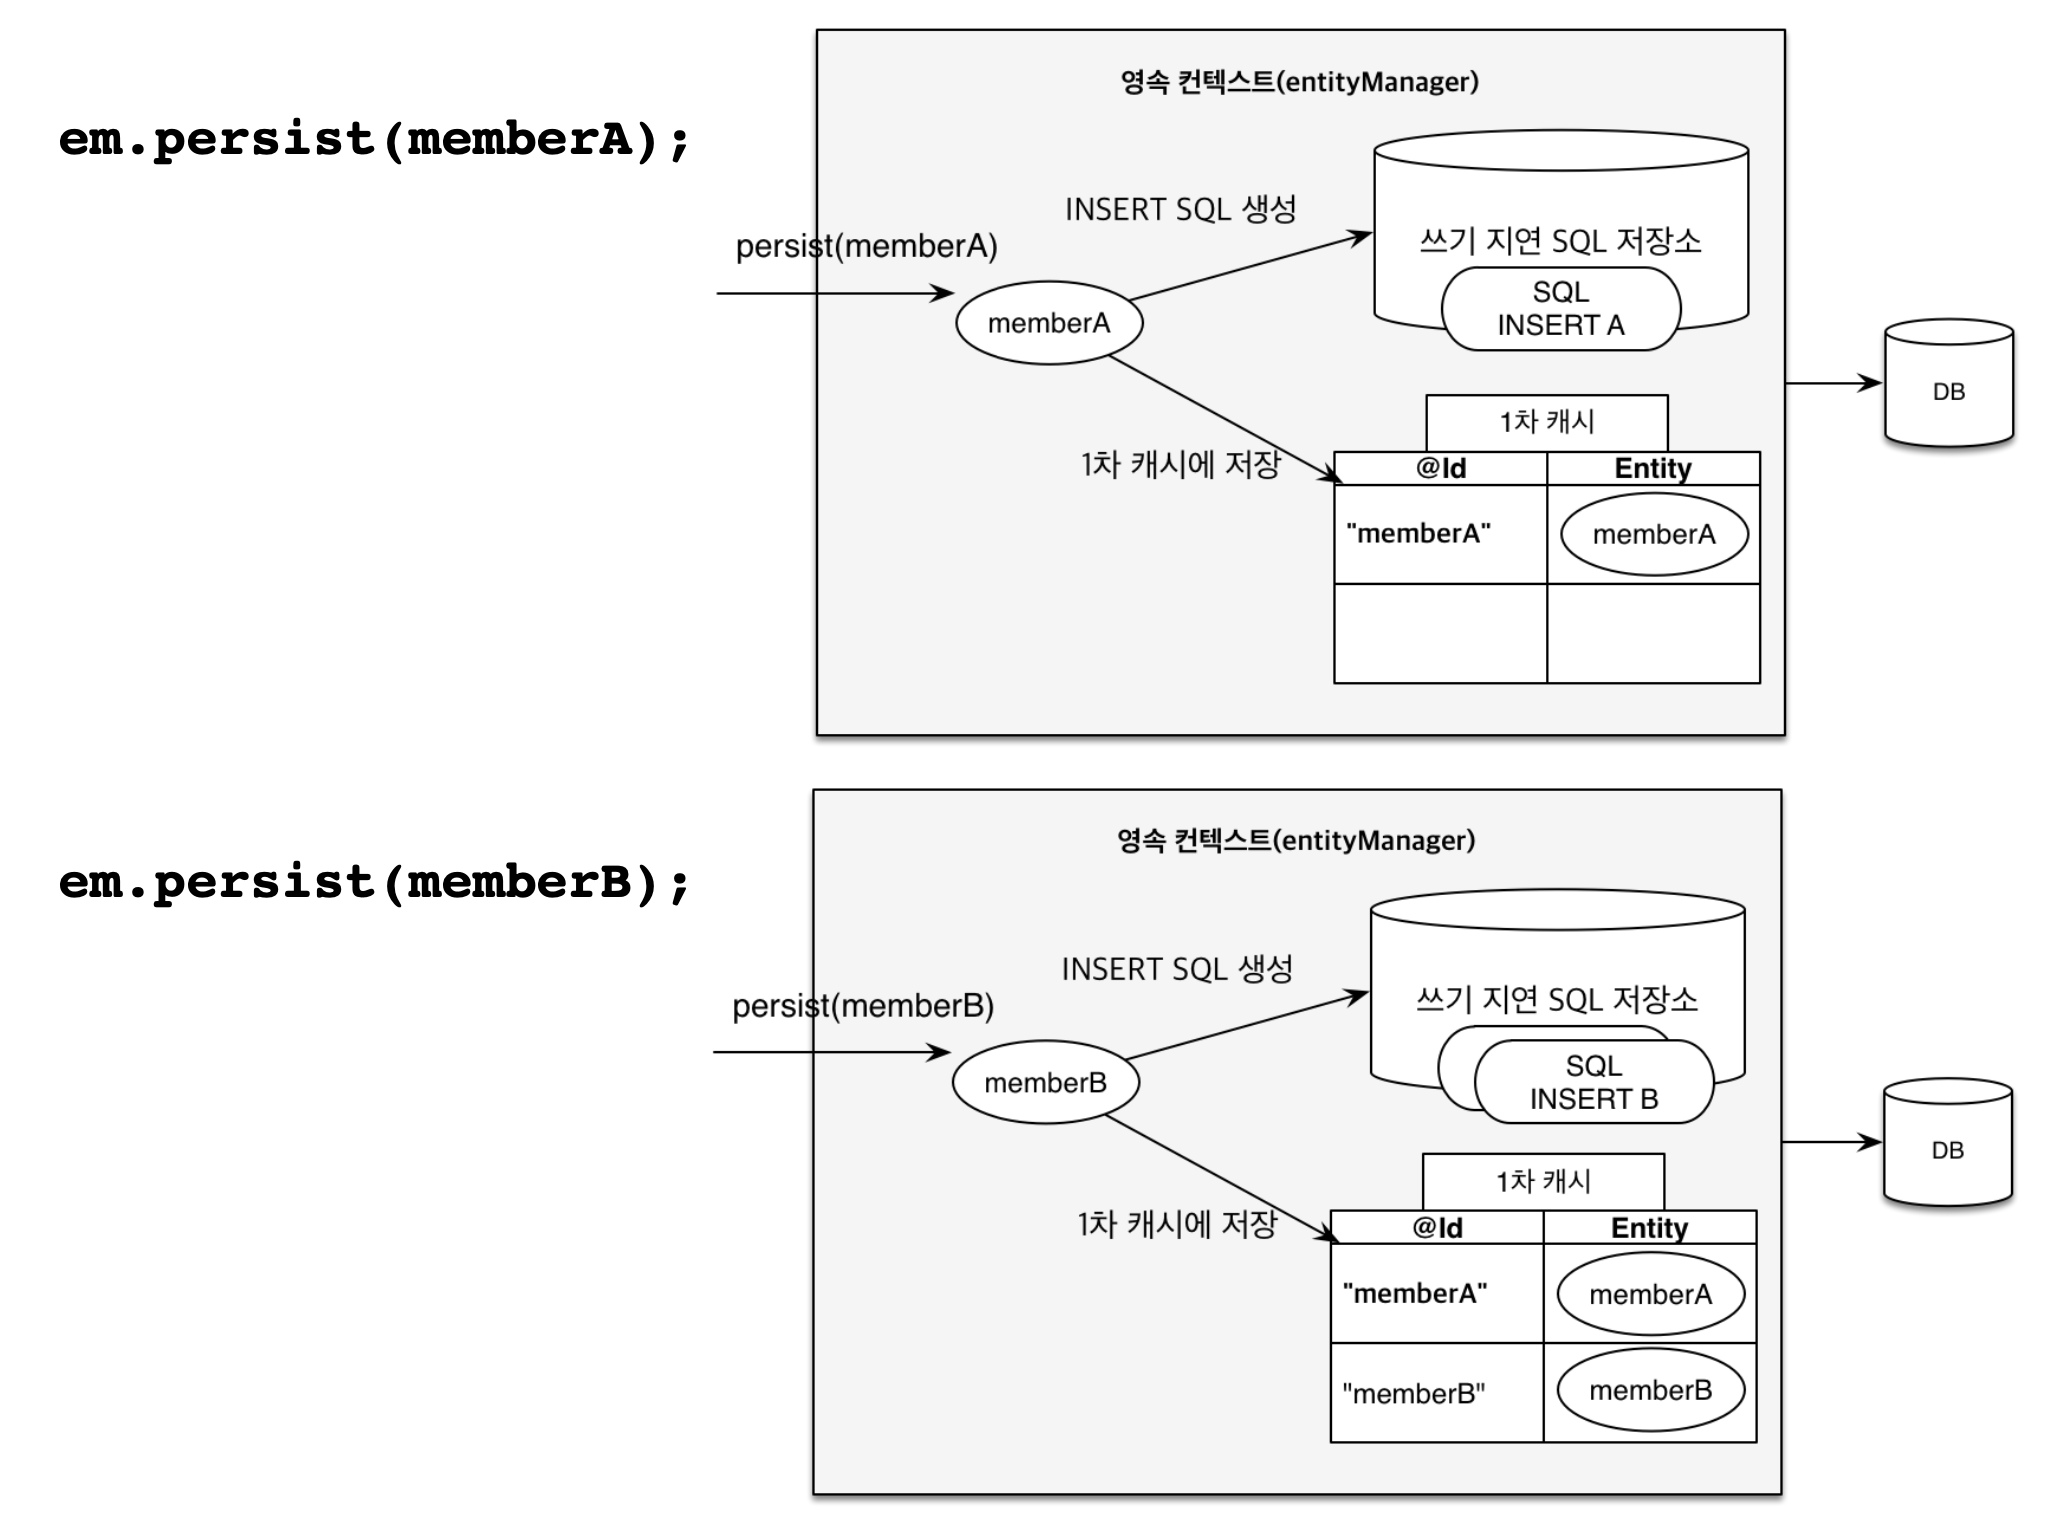 em.persist(memberA);
영속 컨텍스트(entityManager)
persist(memberA)
INSERT SQL 생성
쓰기 지연 SQL 저장소
SQL
INSERT A
memberA
DB
1차 캐시
1차 캐시에 저장
@Id Entity
"memberA" memberA
em.persist(memberB);
영속 컨텍스트(entityManager)
persist(memberB)
INSERT SQL 생성
쓰기 지연 SQL 저장소
SQL
INSERT B
memberB
DB
1차 캐시
1차 캐시에 저장
@Id Entity
"memberA" memberA
"memberB" memberB